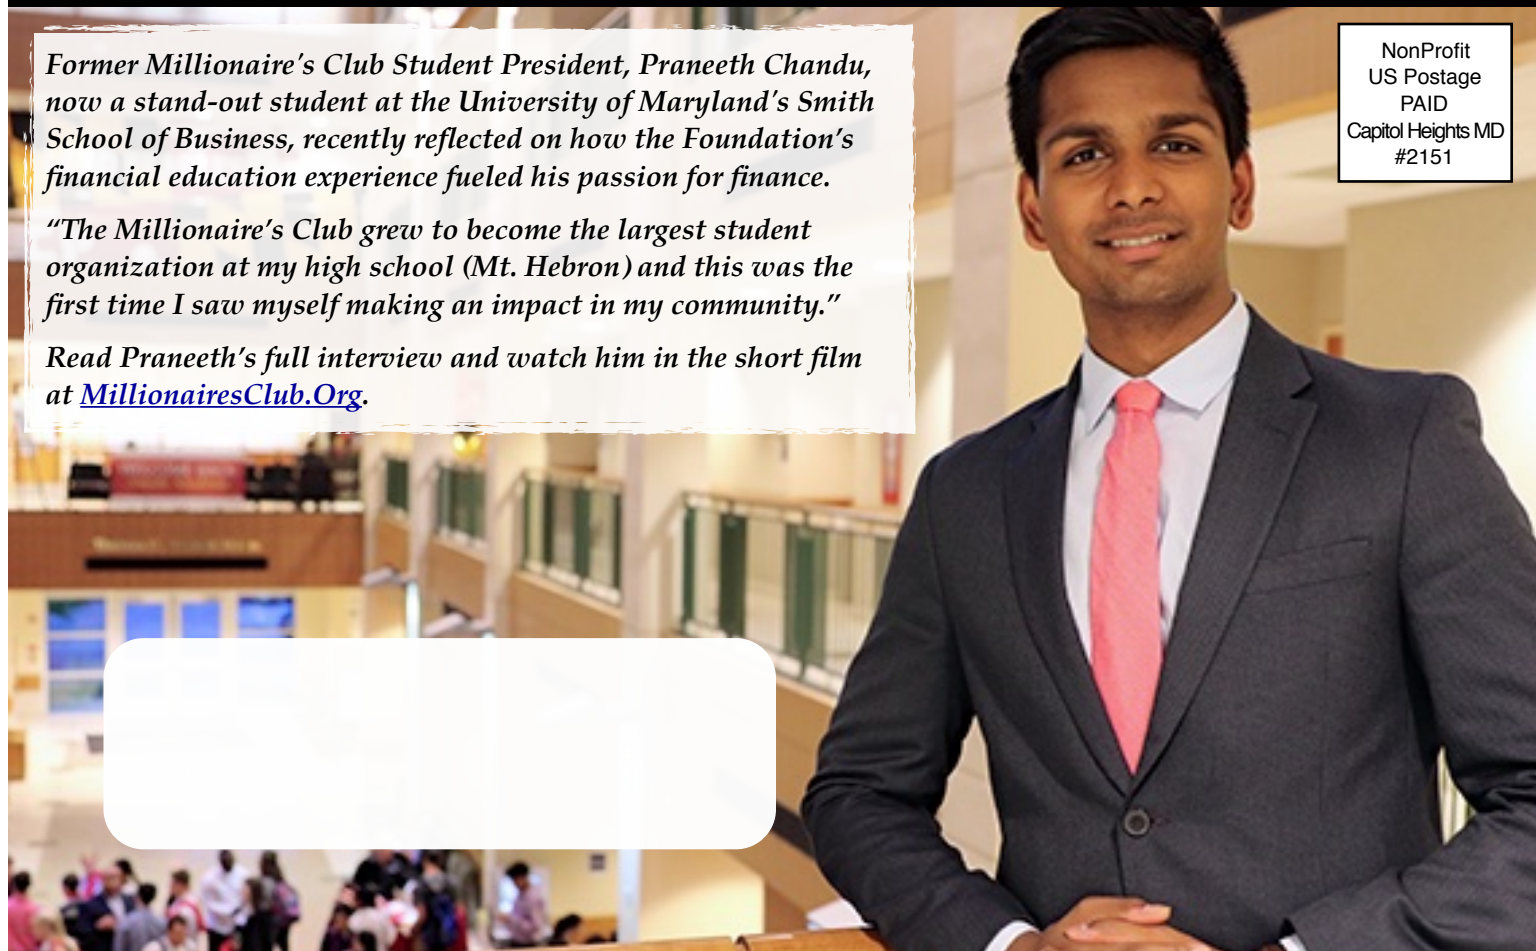 Former Millionaire's Club Student President, Praneeth Chandu,
now a stand-out student at the University of Maryland's Smith
School of Business, recently reflected on how the Foundation's
financial education experience fueled his passion for finance.
“The Millionaire’s Club grew to become the largest student
organization at my high school (Mt. Hebron) and this was the
first time I saw myself making an impact in my community.”
Read Praneeth’s full interview and watch him in the short film
at MillionairesClub.Org.
NonProfit
US Postage
PAID
Capitol Heights MD
#2151